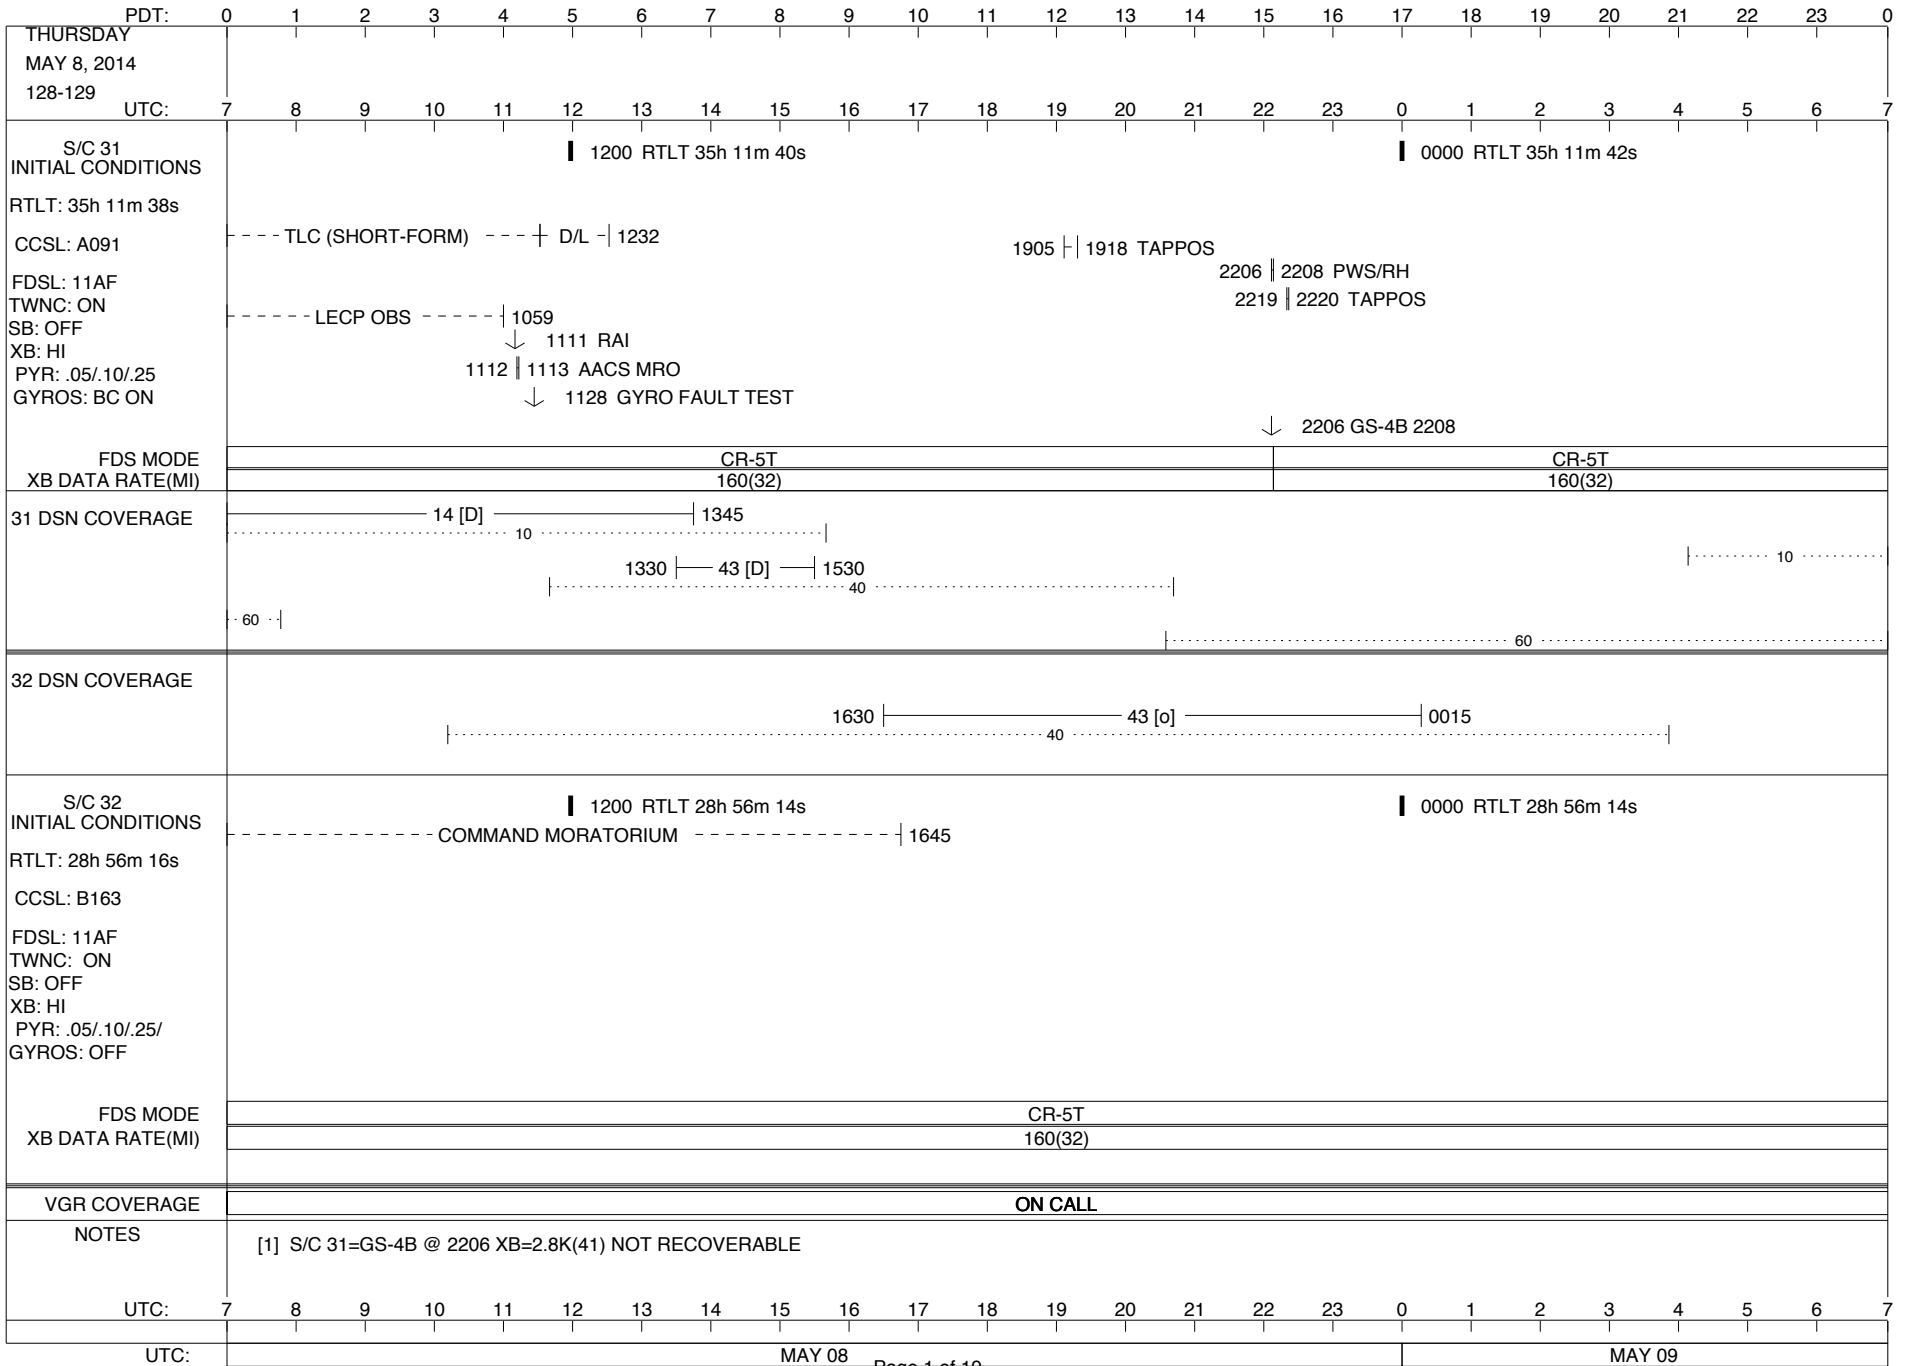 PDT: 0 1 2 3 4 5 6 7 8 9 10 11 12 13 14 15 16 17 18 19 20 21 22 23 0
THURSDAY
MAY 8, 2014
128-129
UTC: 7 8 9 10 11 12 13 14 15 16 17 18 19 20 21 22 23 0 1 2 3 4 5 6 7
S/C 31
INITIAL CONDITIONS
1200 RTLT 35h 11m 40s
0000 RTLT 35h 11m 42s
RTLT: 35h 11m 38s
CCSL: A091
FDSL: 11AF
TWNC: ON
SB: OFF
XB: HI
PYR: .05/.10/.25
GYROS: BC ON
TLC (SHORT-FORM) D/L 1232
1905 1918 TAPPOS
2206 2208 PWS/RH
2219 2220 TAPPOS
LECP OBS 1059
1111 RAI
1112 1113 AACS MRO
1128 GYRO FAULT TEST
2206 GS-4B 2208
FDS MODE CR-5T CR-5T
XB DATA RATE(MI) 160(32) 160(32)
31 DSN COVERAGE
14 [D] 1345
10
10
1330 43 [D] 1530
40
60
60
32 DSN COVERAGE
1630 43 [o] 0015
40
S/C 32
INITIAL CONDITIONS
1200 RTLT 28h 56m 14s
0000 RTLT 28h 56m 14s
COMMAND MORATORIUM 1645
RTLT: 28h 56m 16s
CCSL: B163
FDSL: 11AF
TWNC: ON
SB: OFF
XB: HI
PYR: .05/.10/.25/
GYROS: OFF
FDS MODE CR-5T
XB DATA RATE(MI) 160(32)
VGR COVERAGE ON CALL
NOTES
[1] S/C 31=GS-4B @ 2206 XB=2.8K(41) NOT RECOVERABLE
UTC: 7 8 9 10 11 12 13 14 15 16 17 18 19 20 21 22 23 0 1 2 3 4 5 6 7
UTC: MAY 08 MAY 09
Page 1 of 19